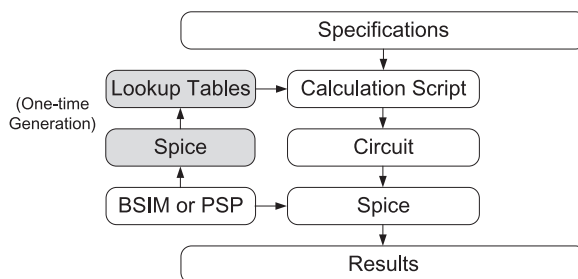 Specifications
Lookup Tables
Calculation Script
(One-time
Generation)
Spice
Circuit
BSIM or PSP
Spice
Results